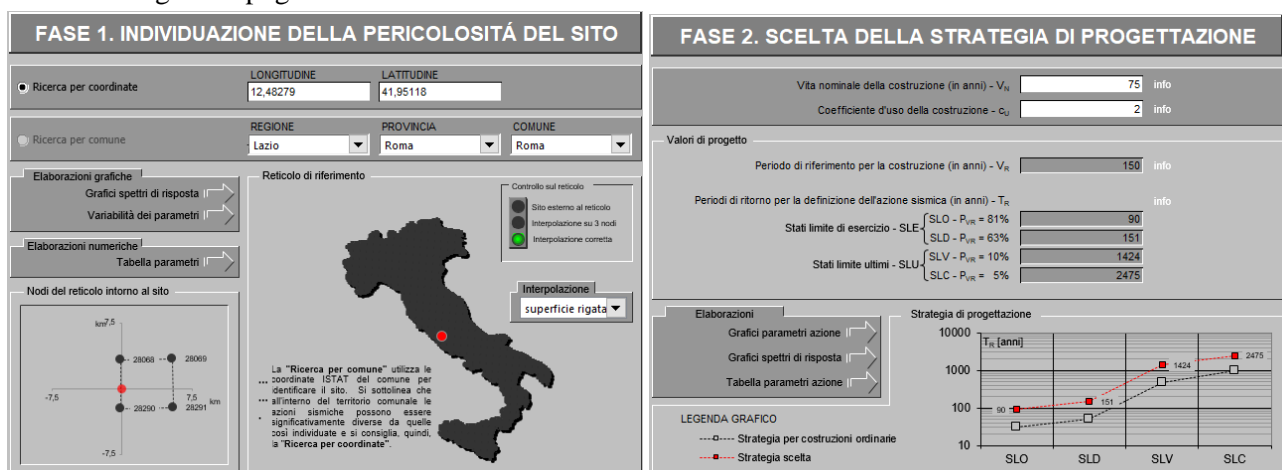 FASE 1. INDIVIDUAZIONE DELLA PERICOLOSITÁ DEL SITO
Ricerca per coordinate
LONGITUDINE
LATITUDINE
12,48279
41,95118
Ricerca per comune
REGIONE
PROVINCIA
COMUNE
Lazio
Roma
Roma
Elaborazioni grafiche
Grafici spettri di risposta
Variabilità dei parametri
Elaborazioni numeriche
Tabella parametri
Nodi del reticolo intorno al sito
km
7,5
28068
28069
-7,5
7,5
km
28290
28291
-7,5
Reticolo di riferimento
Controllo sul reticolo
Sito esterno al reticolo
Interpolazione su 3 nodi
Interpolazione corretta
Interpolazione
superficie rigata
La "Ricerca per comune" utilizza le
coordinate ISTAT del comune per
identificare il sito. Si sottolinea che
all'interno del territorio comunale le
azioni sismiche possono essere
significativamente diverse da quelle
così individuate e si consiglia, quindi,
la "Ricerca per coordinate".
FASE 2. SCELTA DELLA STRATEGIA DI PROGETTAZIONE
Vita nominale della costruzione (in anni) - VN 75 info
Coefficiente d'uso della costruzione - cU 2 info
Valori di progetto
Periodo di riferimento per la costruzione (in anni) - VR 150 info
Periodi di ritorno per la definizione dell'azione sismica (in anni) - TR info
Stati limite di esercizio - SLE
SLO - PVR = 81% 90
SLD - PVR = 63% 151
Stati limite ultimi - SLU
SLV - PVR = 10% 1424
SLC - PVR = 5% 2475
Elaborazioni
Grafici parametri azione
Grafici spettri di risposta
Tabella parametri azione
LEGENDA GRAFICO
Strategia per costruzioni ordinarie
Strategia scelta
Strategia di progettazione
TR [anni]
10000
1000
100
10
90
151
1424
2475
SLO
SLD
SLV
SLC